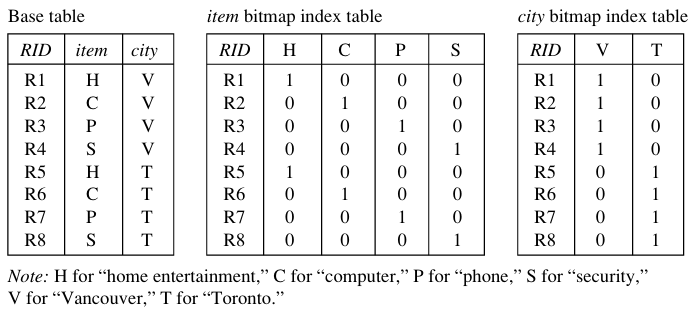 Base table
RID item city
R1 H V
R2 C V
R3 P V
R4 S V
R5 H T
R6 C T
R7 P T
R8 S T
item bitmap index table
RID H C P S
R1 1 0 0 0
R2 0 1 0 0
R3 0 0 1 0
R4 0 0 0 1
R5 1 0 0 0
R6 0 1 0 0
R7 0 0 1 0
R8 0 0 0 1
city bitmap index table
RID V T
R1 1 0
R2 1 0
R3 1 0
R4 1 0
R5 0 1
R6 0 1
R7 0 1
R8 0 1
Note: H for “home entertainment,” C for “computer,” P for “phone,” S for “security,”
V for “Vancouver,” T for “Toronto.”